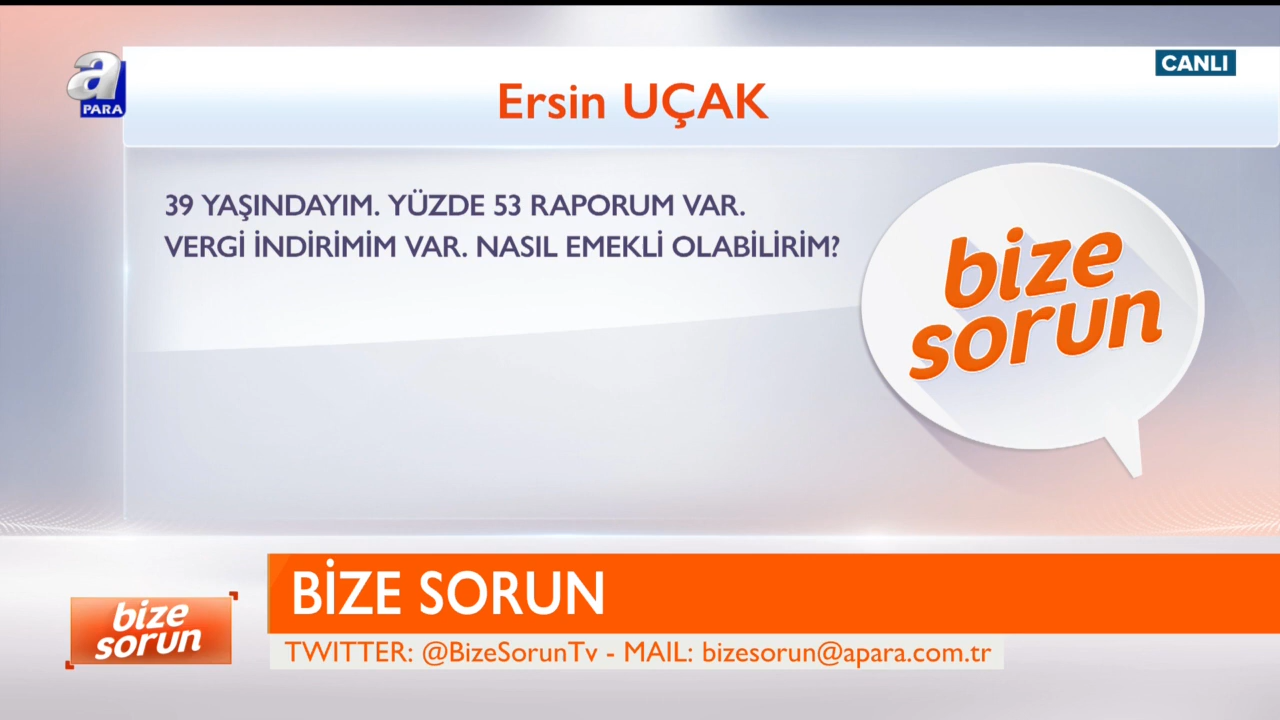 a
PARA
CANLI
Ersin UÇAK
39 YAŞINDAYIM. YÜZDE 53 RAPORUM VAR.
VERGİ İNDİRİMİM VAR. NASIL EMEKLİ OLABİLİRİM?
bize
sorun
BİZE SORUN
bize
sorun
TWITTER: @BizeSorunTv - MAIL: bizesorun@apara.com.tr